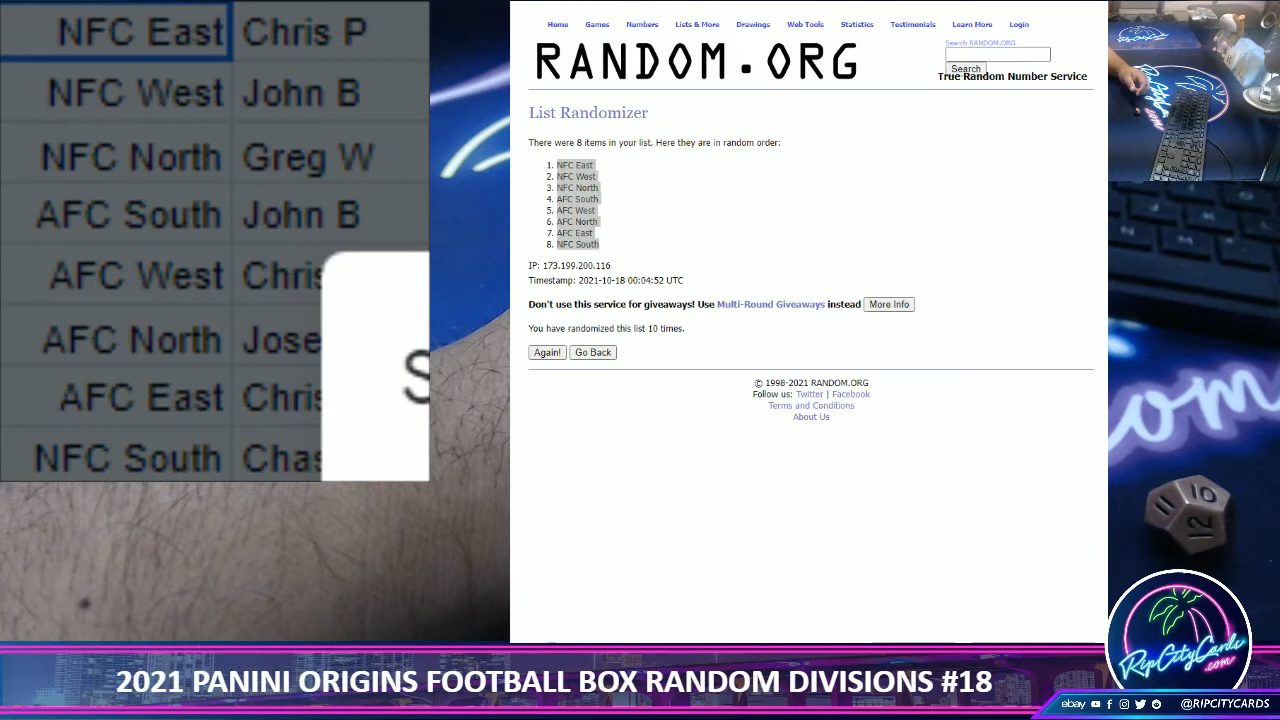 NFC East Chris P
NFC West John B
NFC North Greg W
AFC South John B
AFC West Chris
AFC North Jose
AFC East Chris
NFC South Chas
S
Home Games Numbers Lists & More Drawings Web Tools Statistics Testimonials Learn More Login
RANDOM.ORG
Search RANDOM.ORG
Search
True Random Number Service
List Randomizer
There were 8 items in your list. Here they are in random order:
1. NFC East
2. NFC West
3. NFC North
4. AFC South
5. AFC West
6. AFC North
7. AFC East
8. NFC South
IP: 173.199.200.116
Timestamp: 2021-10-18 00:04:52 UTC
Don't use this service for giveaways! Use Multi-Round Giveaways instead More Info
You have randomized this list 10 times.
Again! Go Back
© 1998-2021 RANDOM.ORG
Follow us: Twitter | Facebook
Terms and Conditions
About Us
.com
11 10
12
2021 PANINI ORIGINS FOOTBALL BOX RANDOM DIVISIONS #18
RipCityCards
.com
ebay @RIPCITYCARDS